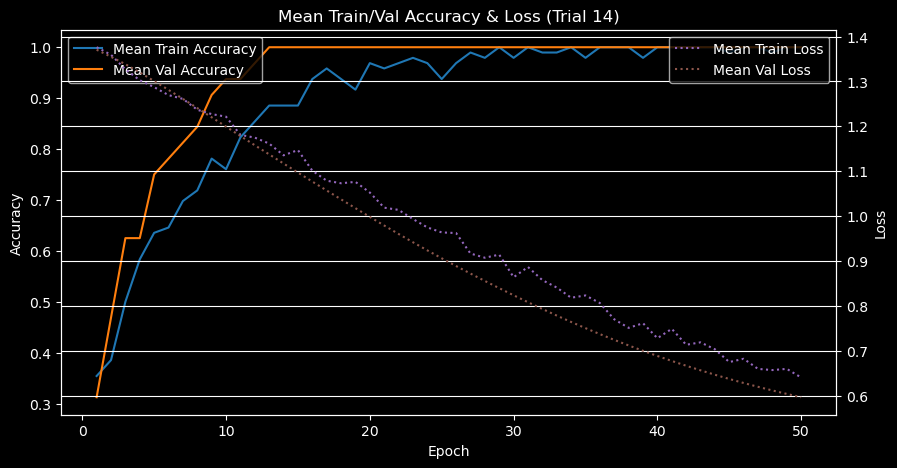 Mean Train/Val Accuracy & Loss (Trial 14)
Mean Train Accuracy
Mean Val Accuracy
Mean Train Loss
Mean Val Loss
1.0
0.9
0.8
0.7
0.6
0.5
0.4
0.3
Accuracy
1.4
1.3
1.2
1.1
1.0
0.9
0.8
0.7
0.6
Loss
0
10
20
30
40
50
Epoch